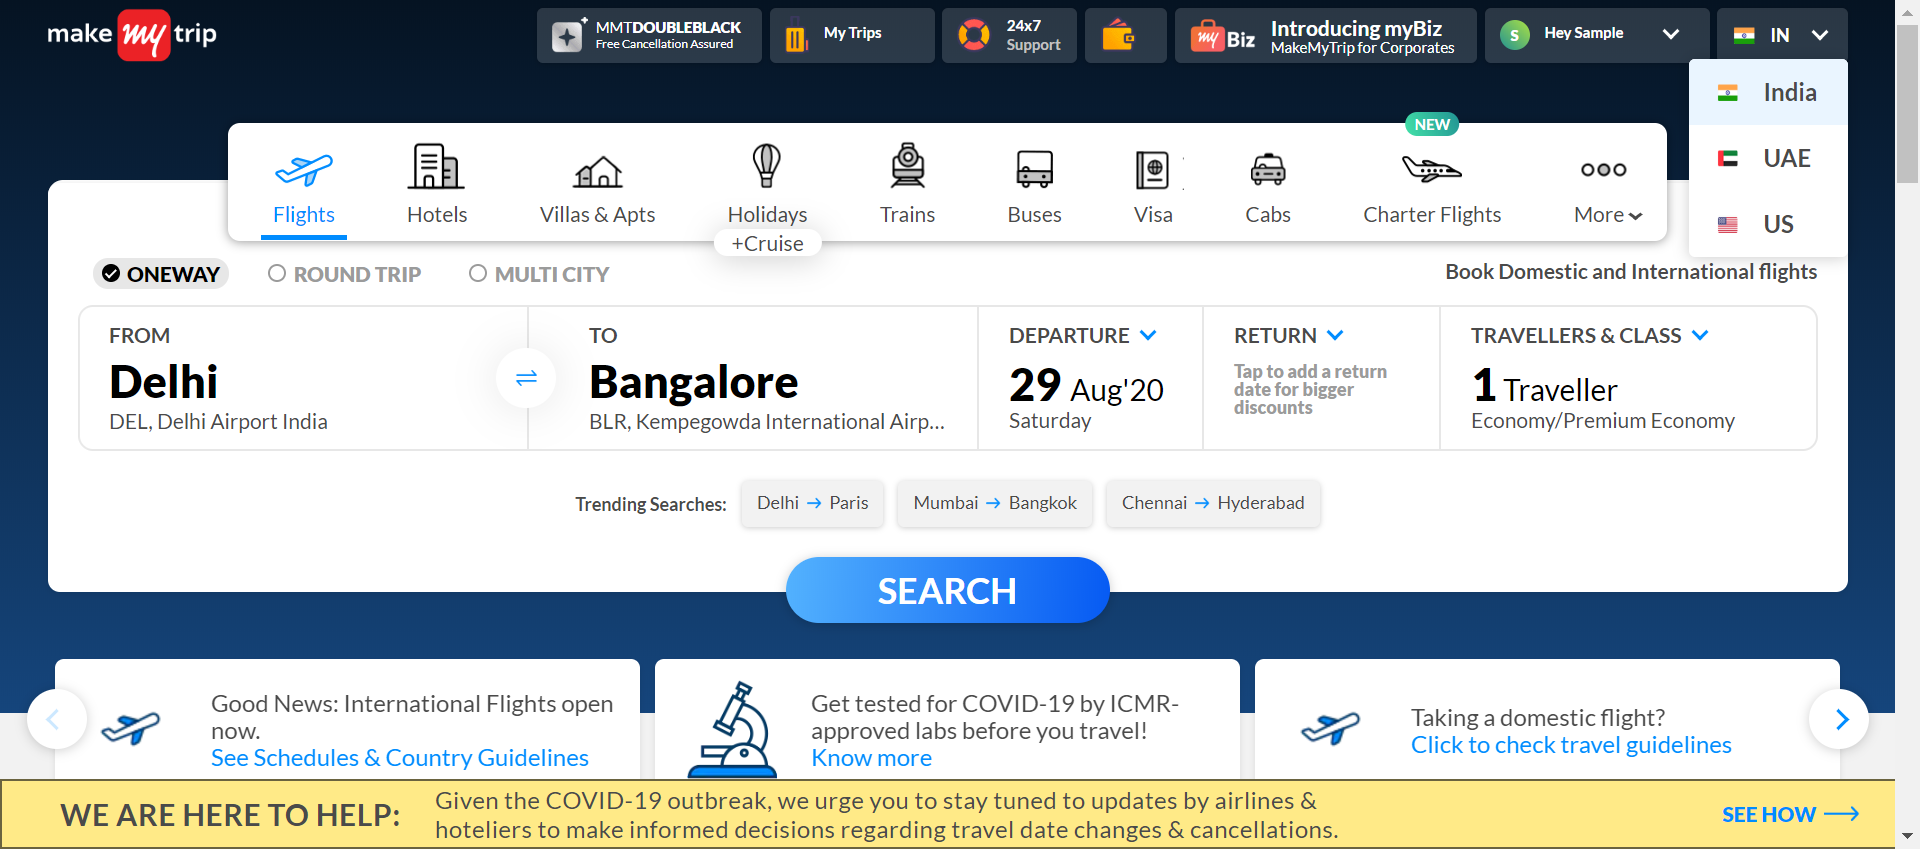 make my trip
MMTDOUBLEBLACK
Free Cancellation Assured
My Trips
24x7
Support
my Biz
Introducing myBiz
MakeMyTrip for Corporates
S
Hey Sample
IN
India
UAE
US
NEW
Flights
Hotels
Villas & Apts
Holidays
+Cruise
Trains
Buses
Visa
Cabs
Charter Flights
More
ONEWAY
ROUND TRIP
MULTI CITY
Book Domestic and International flights
FROM
Delhi
DEL, Delhi Airport India
TO
Bangalore
BLR, Kempegowda International Airp...
DEPARTURE
29 Aug'20
Saturday
RETURN
Tap to add a return
date for bigger
discounts
TRAVELLERS & CLASS
1 Traveller
Economy/Premium Economy
Trending Searches:
Delhi → Paris
Mumbai → Bangkok
Chennai → Hyderabad
SEARCH
Good News: International Flights open
now.
See Schedules & Country Guidelines
Get tested for COVID-19 by ICMR-
approved labs before you travel!
Know more
Taking a domestic flight?
Click to check travel guidelines
WE ARE HERE TO HELP:
Given the COVID-19 outbreak, we urge you to stay tuned to updates by airlines &
hoteliers to make informed decisions regarding travel date changes & cancellations.
SEE HOW